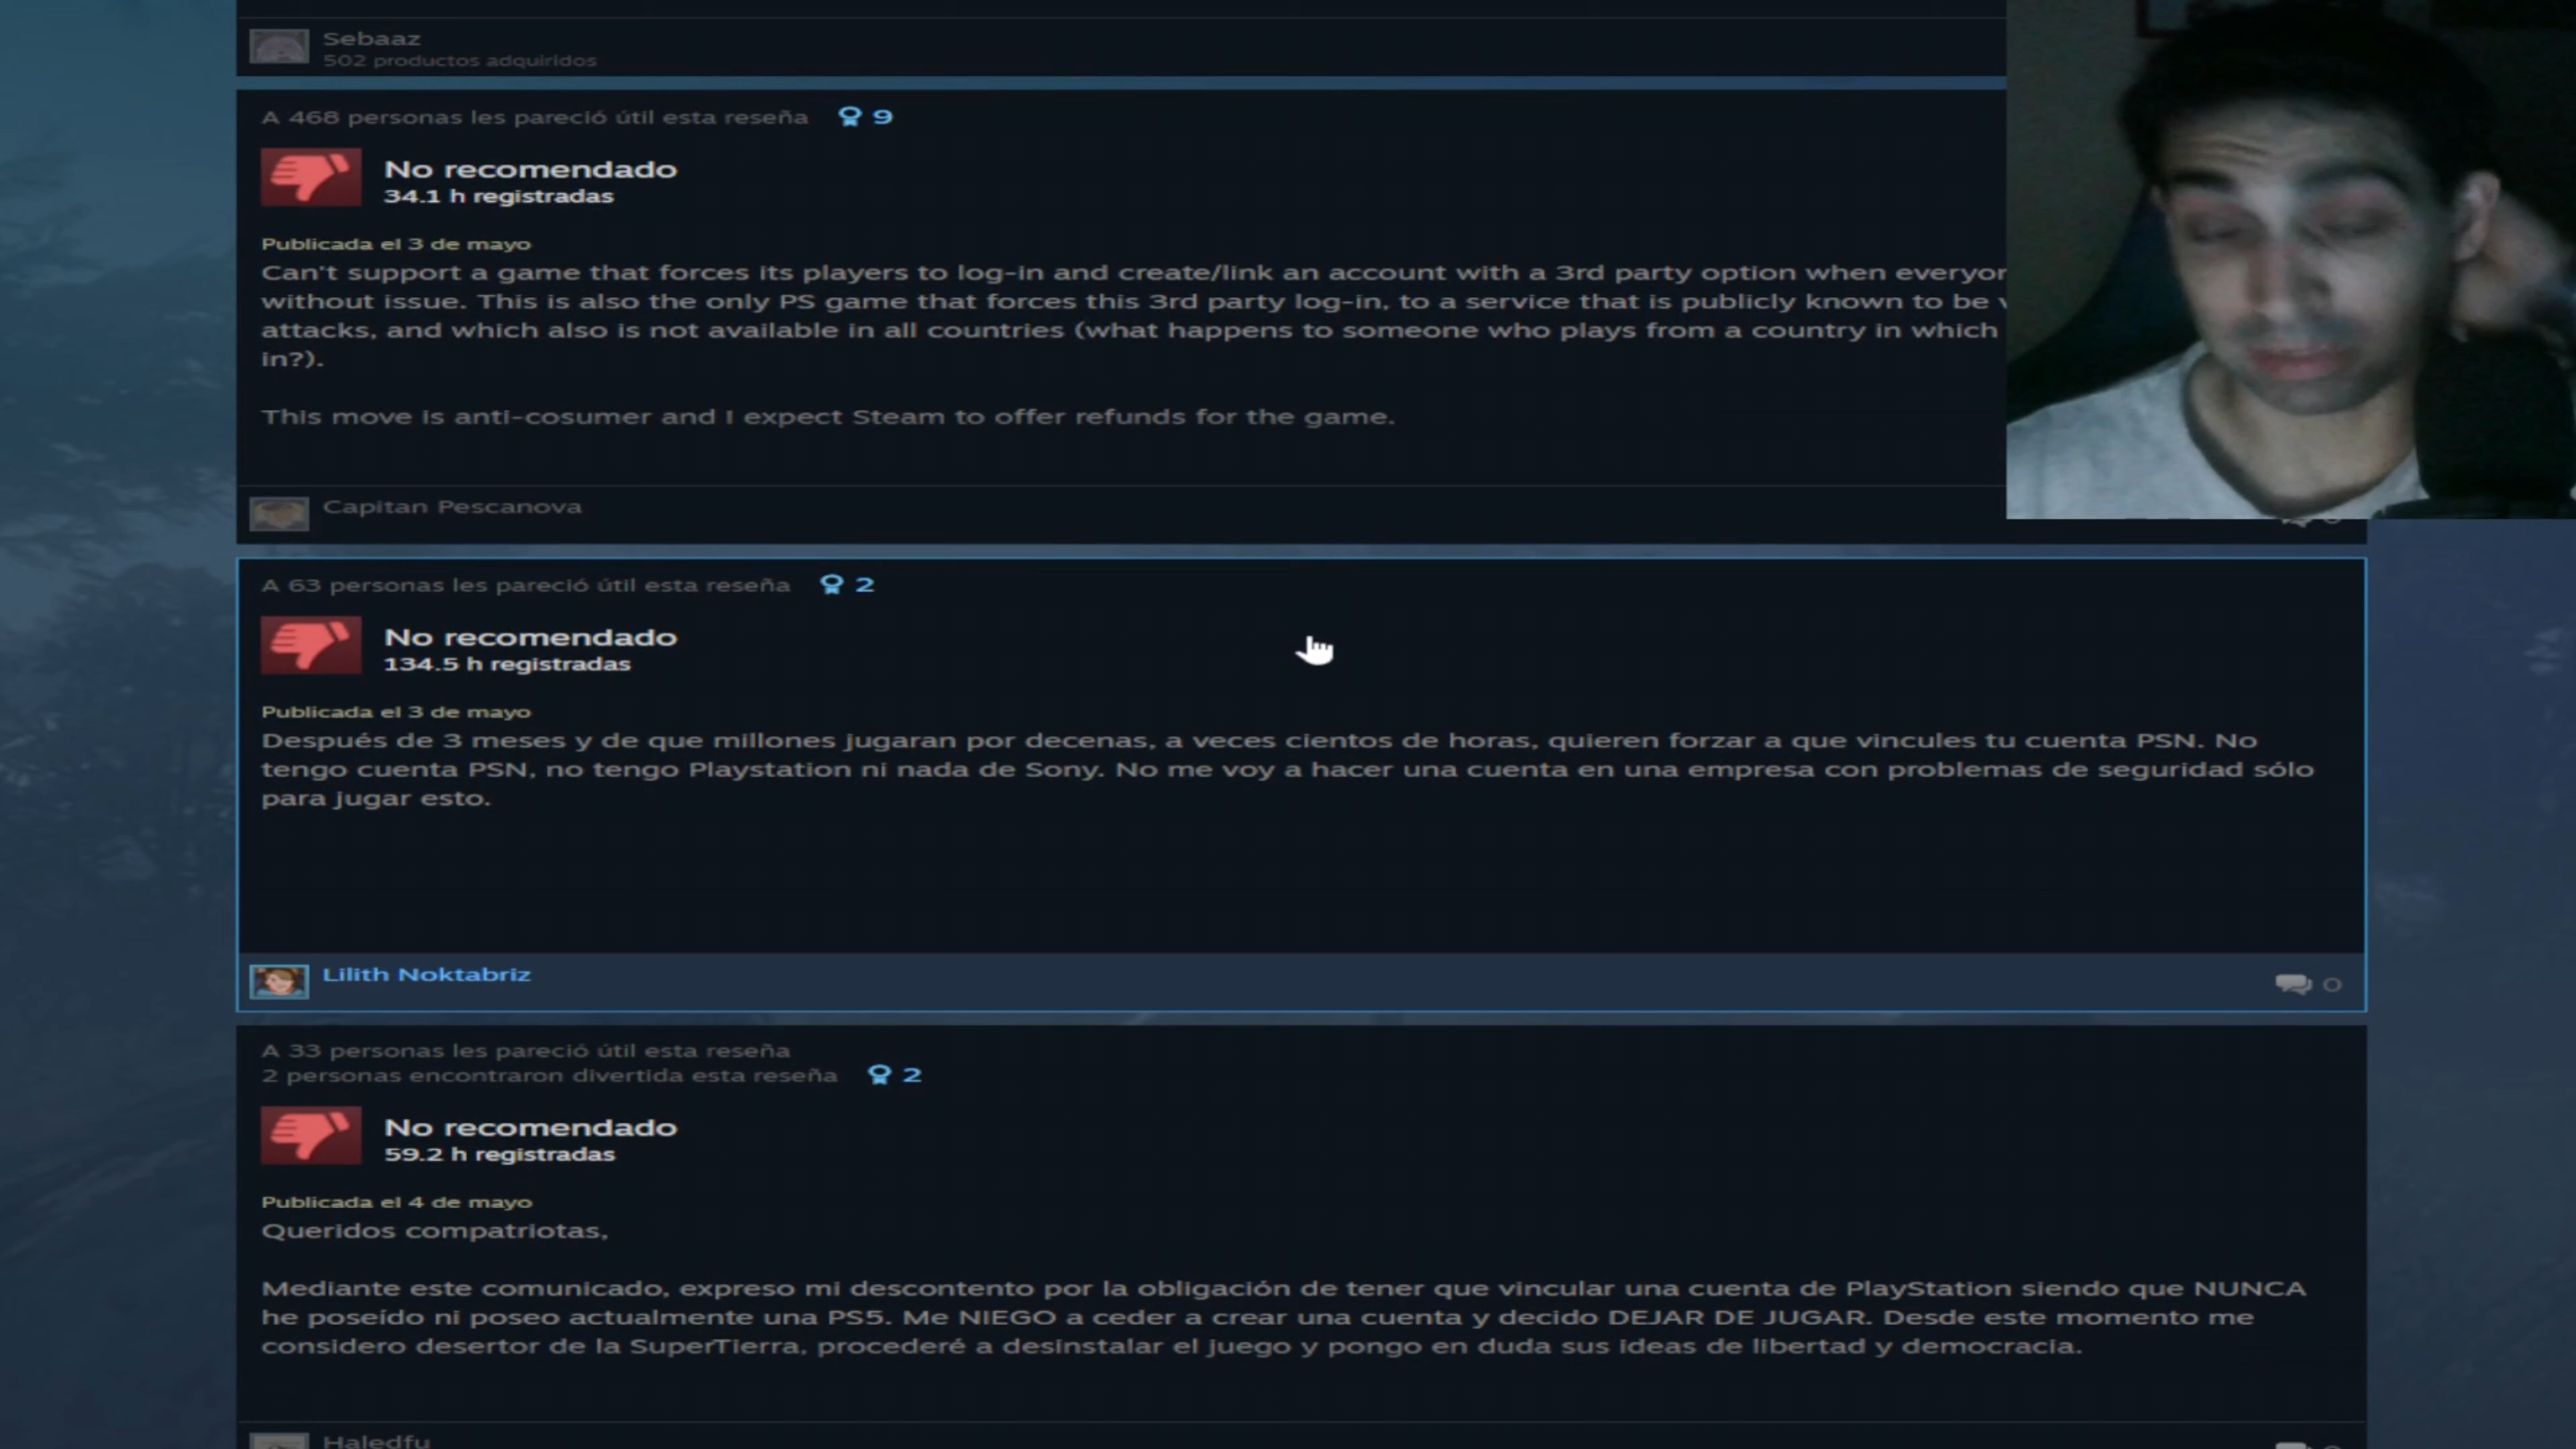 Sebaaz
502 productos adquiridos
A 468 personas les pareció útil esta reseña 9
No recomendado
34.1 h registradas
Publicada el 3 de mayo
Can't support a game that forces its players to log-in and create/link an account with a 3rd party option when
without issue. This is also the only PS game that forces this 3rd party log-in, to a service that is publicly known to be
attacks, and which also is not available in all countries (what happens to someone who plays from a country in which
in?).
This move is anti-cosumer and I expect Steam to offer refunds for the game.
Capitan Pescanova
A 63 personas les pareció útil esta reseña 2
No recomendado
134.5 h registradas
Publicada el 3 de mayo
Después de 3 meses y de que millones jugaran por decenas, a veces cientos de horas, quieren forzar a que vincules tu cuenta PSN. No
tengo cuenta PSN, no tengo Playstation ni nada de Sony. No me voy a hacer una cuenta en una empresa con problemas de seguridad sólo
para jugar esto.
Lilith Noktabriz 0
A 33 personas les pareció útil esta reseña
2 personas encontraron divertida esta reseña 2
No recomendado
59.2 h registradas
Publicada el 4 de mayo
Queridos compatriotas,
Mediante este comunicado, expreso mi descontento por la obligación de tener que vincular una cuenta de PlayStation siendo que NUNCA
he poseído ni poseo actualmente una PS5. Me NIEGO a ceder a crear una cuenta y decido DEJAR DE JUGAR. Desde este momento me
considero desertor de la SuperTierra, procederé a desinstalar el juego y pongo en duda sus ideas de libertad y democracia.
Haledfu